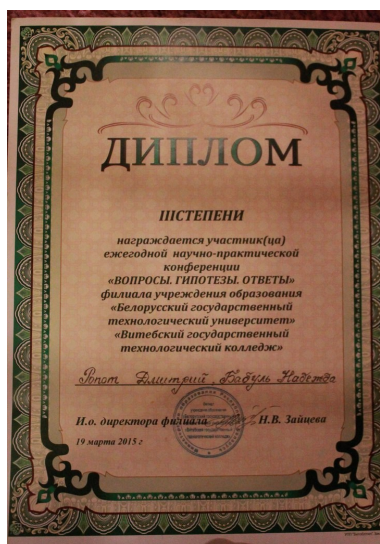 ДИПЛОМ
IIIСТЕПЕНИ
награждается участник(ца)
ежегодной научно-практической
конференции
«ВОПРОСЫ. ГИПОТЕЗЫ. ОТВЕТЫ»
филиала учреждения образования
«Белорусский государственный
технологический университет»
«Витебский государственный
технологический колледж»
Ропот Дмитрий, Бабуль Надежда
И.о. директора филиала Н.В. Зайцева
19 марта 2015 г